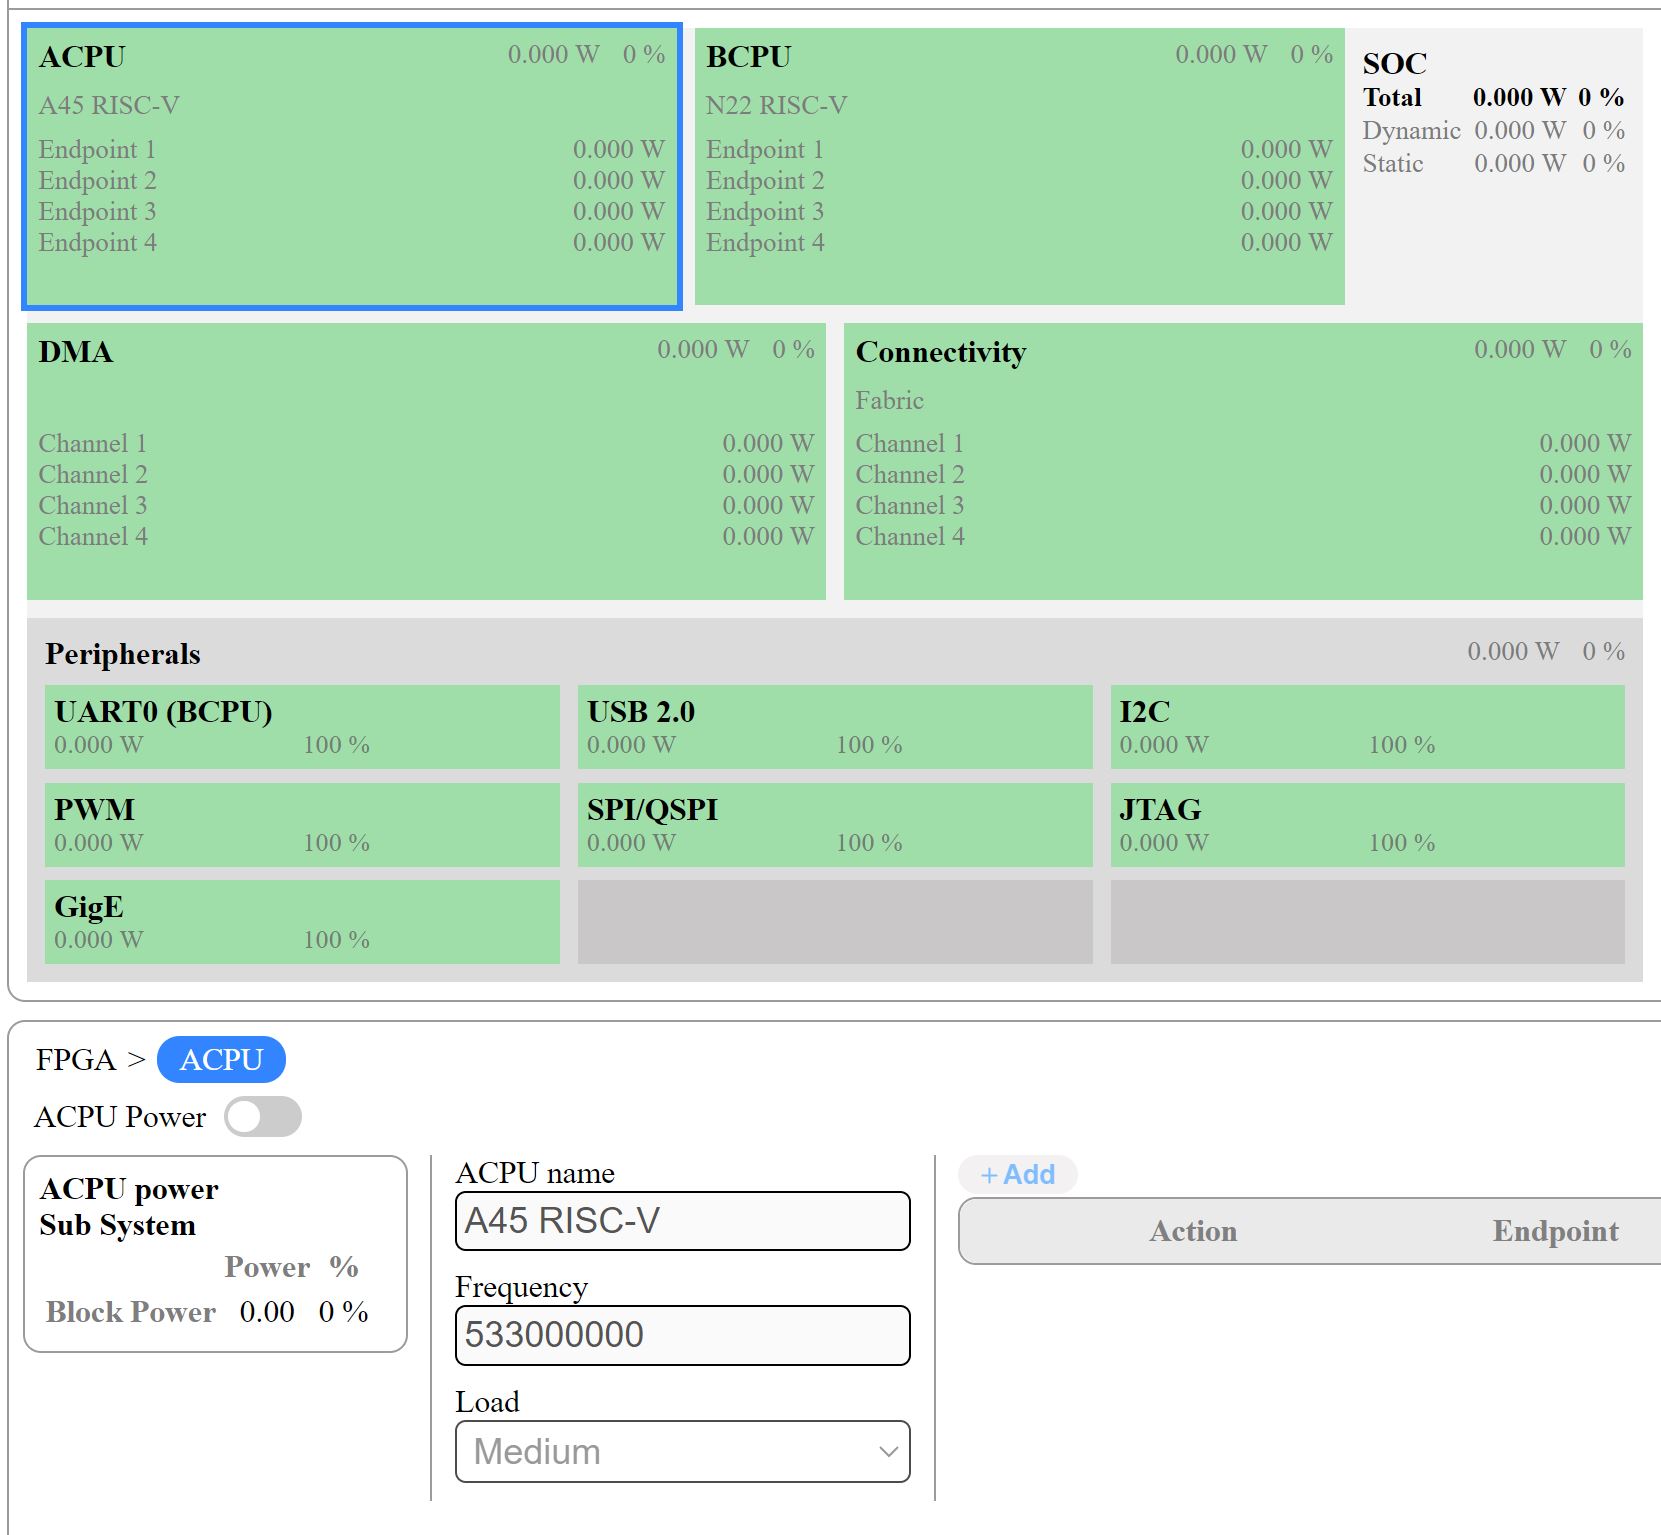 ACPU 0.000 W 0 %
A45 RISC-V
Endpoint 1 0.000 W
Endpoint 2 0.000 W
Endpoint 3 0.000 W
Endpoint 4 0.000 W
BCPU 0.000 W 0 %
N22 RISC-V
Endpoint 1 0.000 W
Endpoint 2 0.000 W
Endpoint 3 0.000 W
Endpoint 4 0.000 W
SOC
Total 0.000 W 0 %
Dynamic 0.000 W 0 %
Static 0.000 W 0 %
DMA 0.000 W 0 %
Channel 1 0.000 W
Channel 2 0.000 W
Channel 3 0.000 W
Channel 4 0.000 W
Connectivity 0.000 W 0 %
Fabric
Channel 1 0.000 W
Channel 2 0.000 W
Channel 3 0.000 W
Channel 4 0.000 W
Peripherals 0.000 W 0 %
UART0 (BCPU)
0.000 W 100 %
USB 2.0
0.000 W 100 %
I2C
0.000 W 100 %
PWM
0.000 W 100 %
SPI/QSPI
0.000 W 100 %
JTAG
0.000 W 100 %
GigE
0.000 W 100 %
FPGA > ACPU
ACPU Power
ACPU power
Sub System
Power %
Block Power 0.00 0 %
ACPU name
A45 RISC-V
Frequency
533000000
Load
Medium
+ Add
Action Endpoint